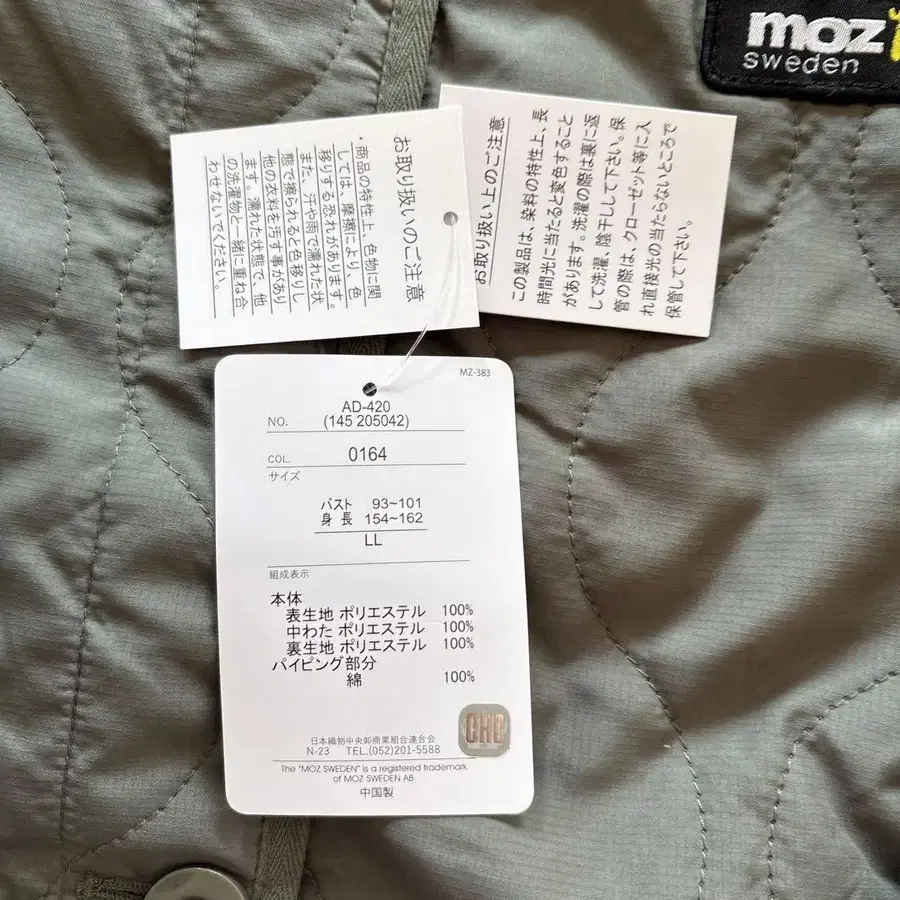 moz
sweden
お取り扱いのご注意
・商品の特性上、色物に関
しては、摩擦により、色
移りする恐れがあります。
また、汗や雨で濡れた状
態で擦られると色移りし
他の衣料を汚す事があり
ます。濡れた状態で、他
の洗濯物と一緒に重ね合
わせないでください。
お取り扱い上のご注意
この製品は、染料の特性上、長
時間光に当たると変色すること
があります。洗濯の際は裏に返
して洗濯、陰干しして下さい。保
管の際は、クローゼット等に入
れ直接光の当たらないところで
保管して下さい。
MZ-383
AD-420
NO. (145 205042)
COL. 0164
サイズ
バスト 93~101
身長 154~162
LL
組成表示
本体
表生地 ポリエステル 100%
中わた ポリエステル 100%
裏生地 ポリエステル 100%
パイピング部分
綿 100%
日本織物中央卸商業組合連合会
N-23 TEL.(052)201-5588
The "MOZ SWEDEN" is a registered trademark
of MOZ SWEDEN AB.
中国製